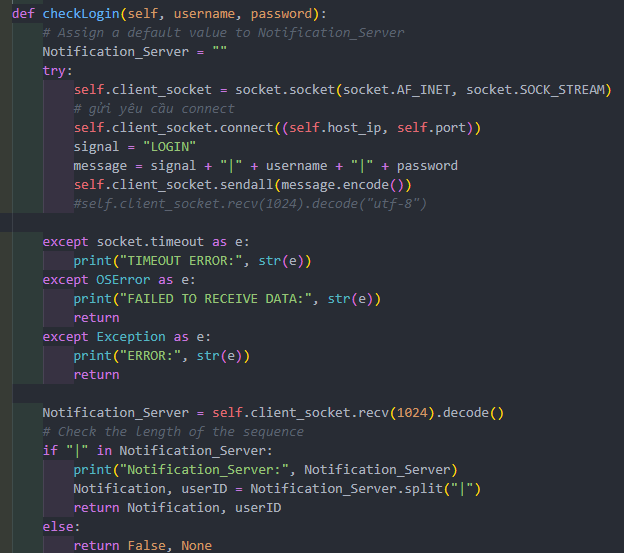 def checkLogin(self, username, password):
    # Assign a default value to Notification_Server
    Notification_Server = ""
    try:
        self.client_socket = socket.socket(socket.AF_INET, socket.SOCK_STREAM)
        # gửi yêu cầu connect
        self.client_socket.connect((self.host_ip, self.port))
        signal = "LOGIN"
        message = signal + "|" + username + "|" + password
        self.client_socket.sendall(message.encode())
        #self.client_socket.recv(1024).decode("utf-8")
    except socket.timeout as e:
        print("TIMEOUT ERROR:", str(e))
    except OSError as e:
        print("FAILED TO RECEIVE DATA:", str(e))
        return
    except Exception as e:
        print("ERROR:", str(e))
        return
    Notification_Server = self.client_socket.recv(1024).decode()
    # Check the length of the sequence
    if "|" in Notification_Server:
        print("Notification_Server:", Notification_Server)
        Notification, userID = Notification_Server.split("|")
        return Notification, userID
    else:
        return False, None